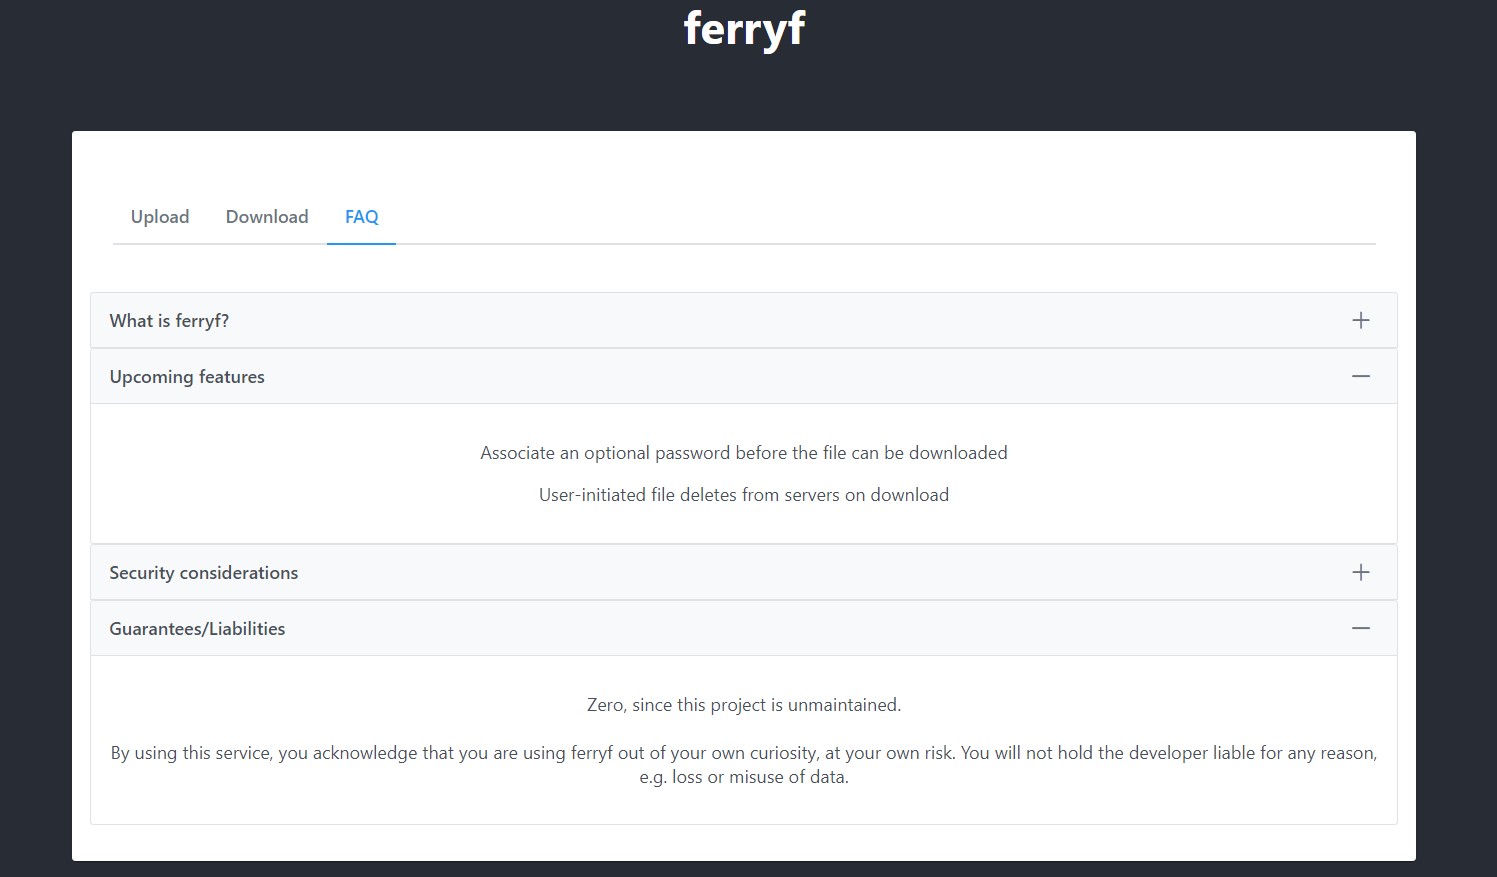 ferryf
Upload Download FAQ
What is ferryf?
Upcoming features
Associate an optional password before the file can be downloaded
User-initiated file deletes from servers on download
Security considerations
Guarantees/Liabilities
Zero, since this project is unmaintained.
By using this service, you acknowledge that you are using ferryf out of your own curiosity, at your own risk. You will not hold the developer liable for any reason,
e.g. loss or misuse of data.